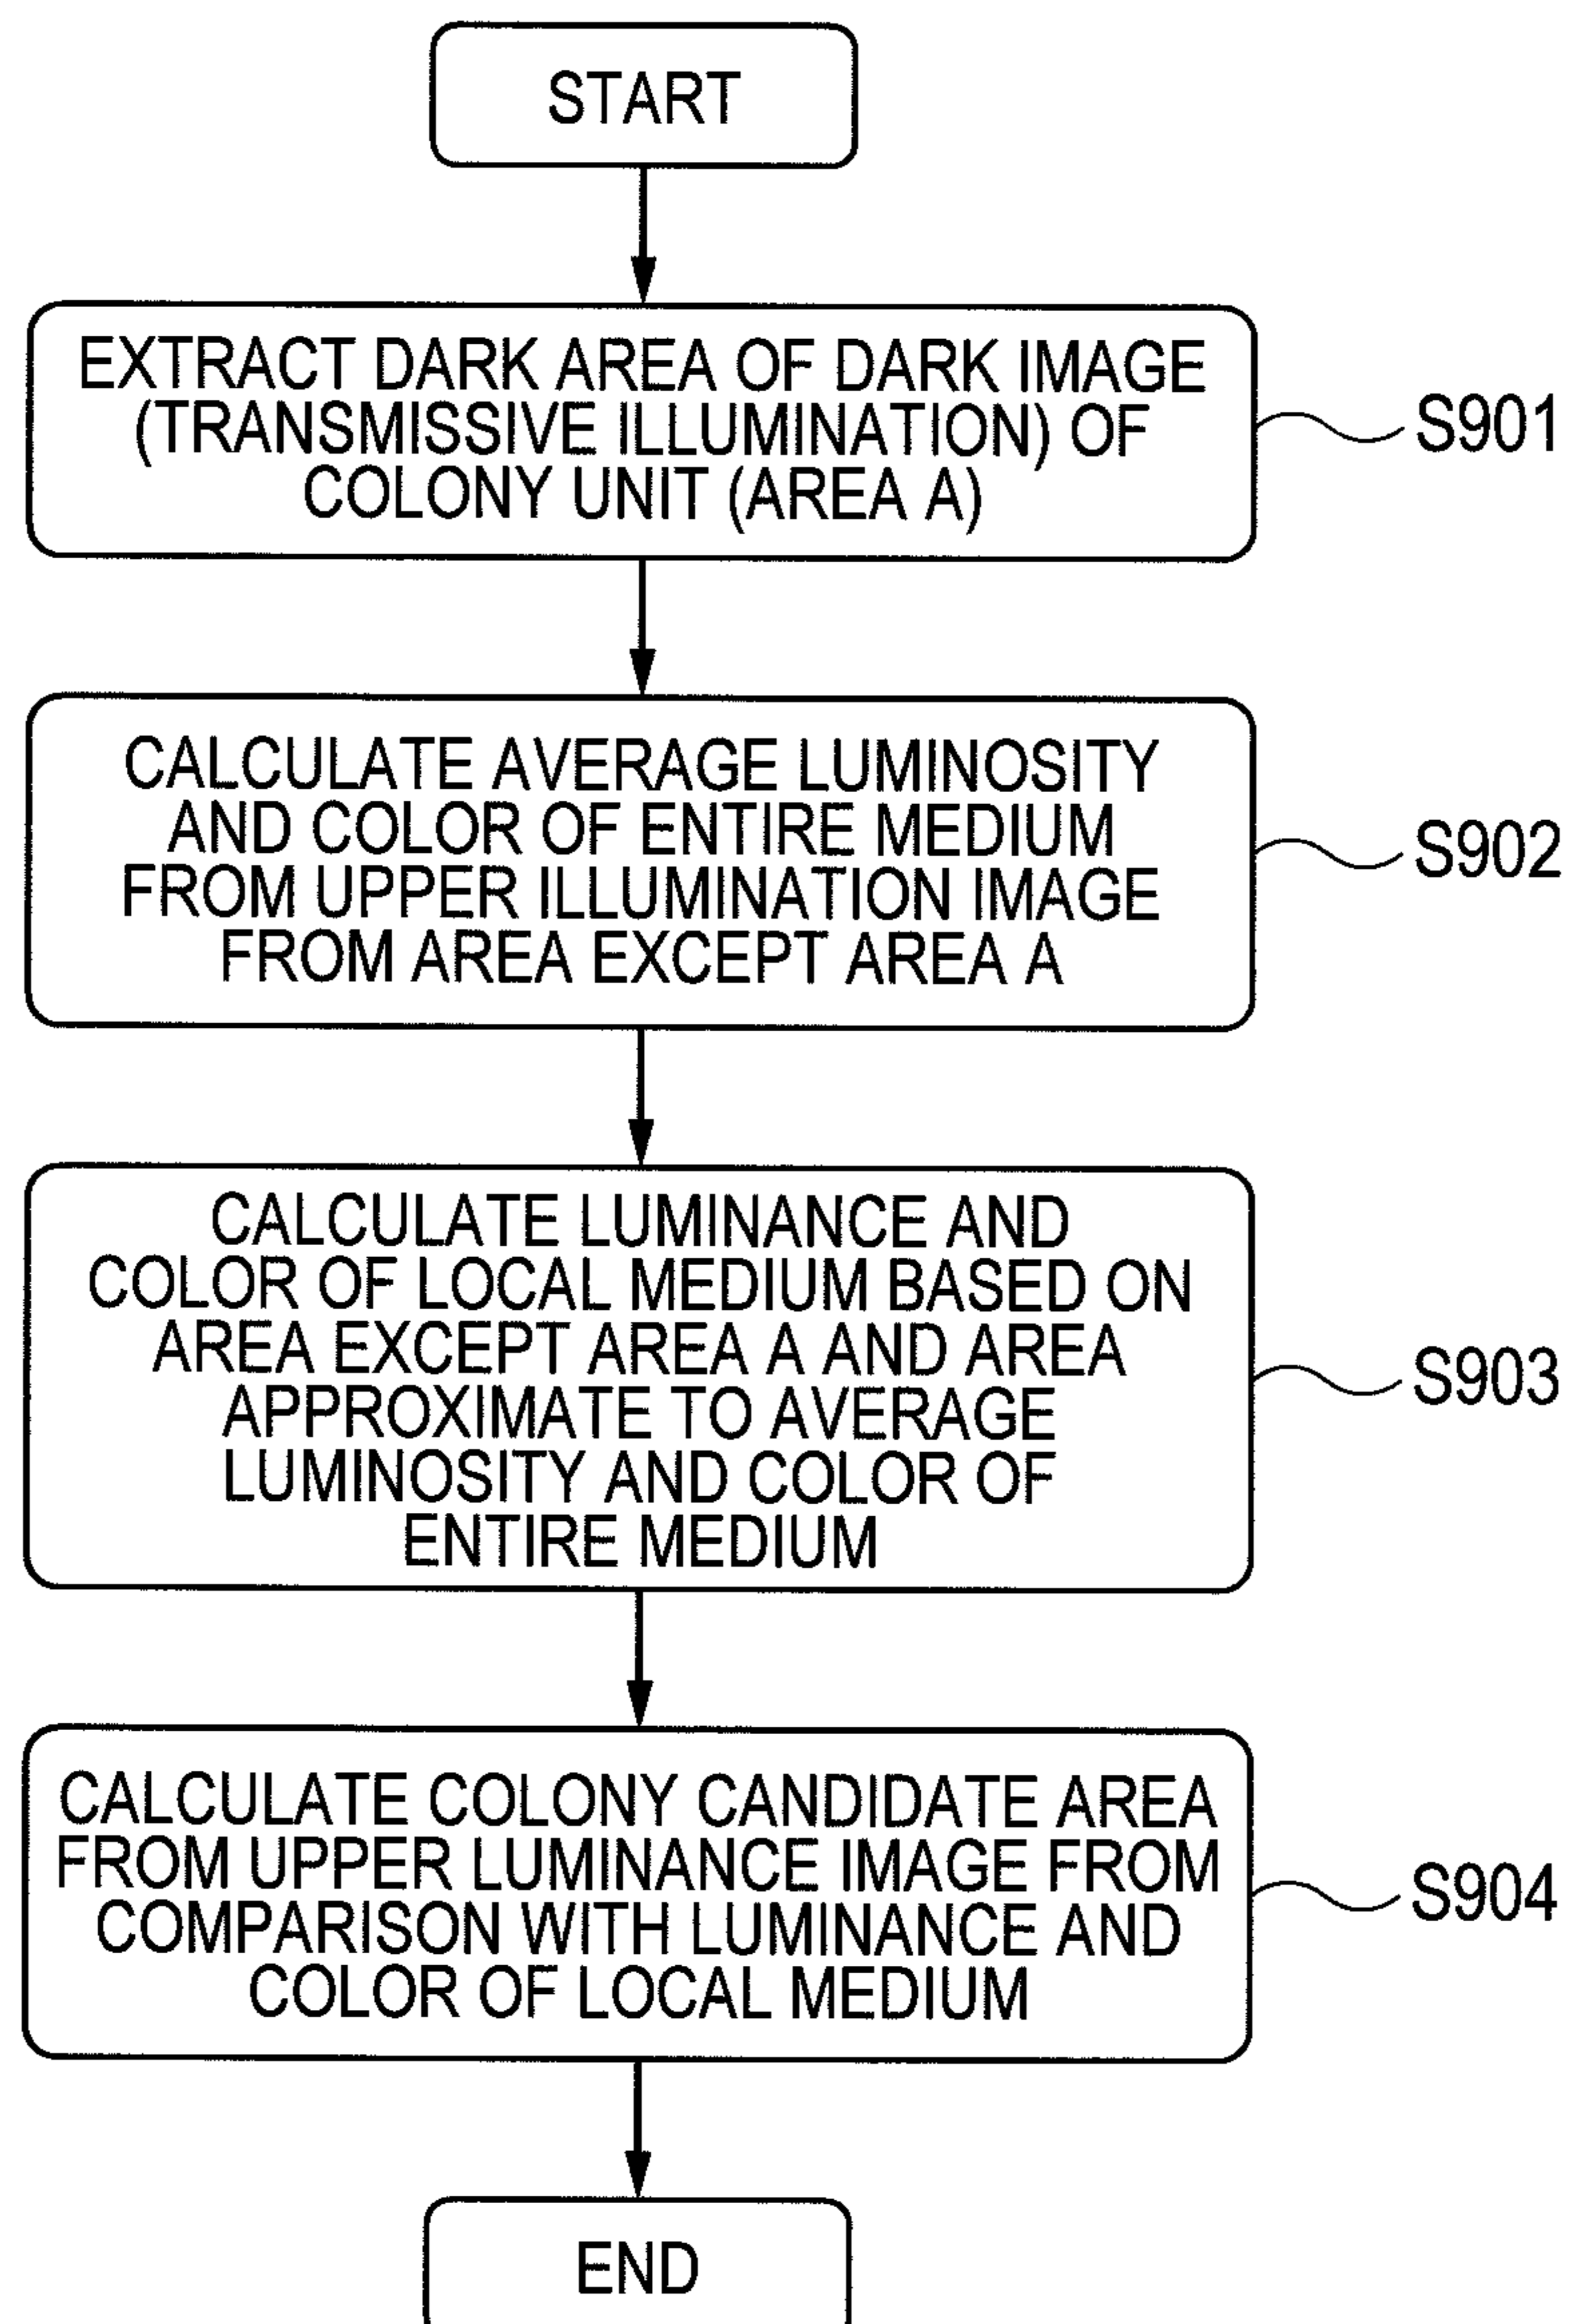 START
EXTRACT DARK AREA OF DARK IMAGE
(TRANSMISSIVE ILLUMINATION) OF
COLONY UNIT (AREA A)
S901
CALCULATE AVERAGE LUMINOSITY
AND COLOR OF ENTIRE MEDIUM
FROM UPPER ILLUMINATION IMAGE
FROM AREA EXCEPT AREA A
S902
CALCULATE LUMINANCE AND
COLOR OF LOCAL MEDIUM BASED ON
AREA EXCEPT AREA A AND AREA
APPROXIMATE TO AVERAGE
LUMINOSITY AND COLOR OF
ENTIRE MEDIUM
S903
CALCULATE COLONY CANDIDATE AREA
FROM UPPER LUMINANCE IMAGE FROM
COMPARISON WITH LUMINANCE AND
COLOR OF LOCAL MEDIUM
S904
END